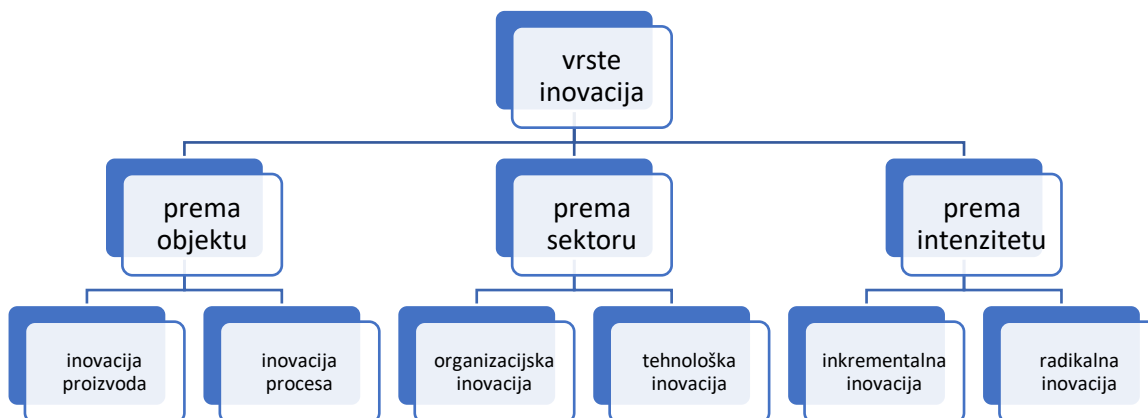 vrste
inovacija
prema
objektu
prema
sektoru
prema
intenzitetu
inovacija
proizvoda
inovacija
procesa
organizacijska
inovacija
tehnološka
inovacija
inkrementalna
inovacija
radikalna
inovacija